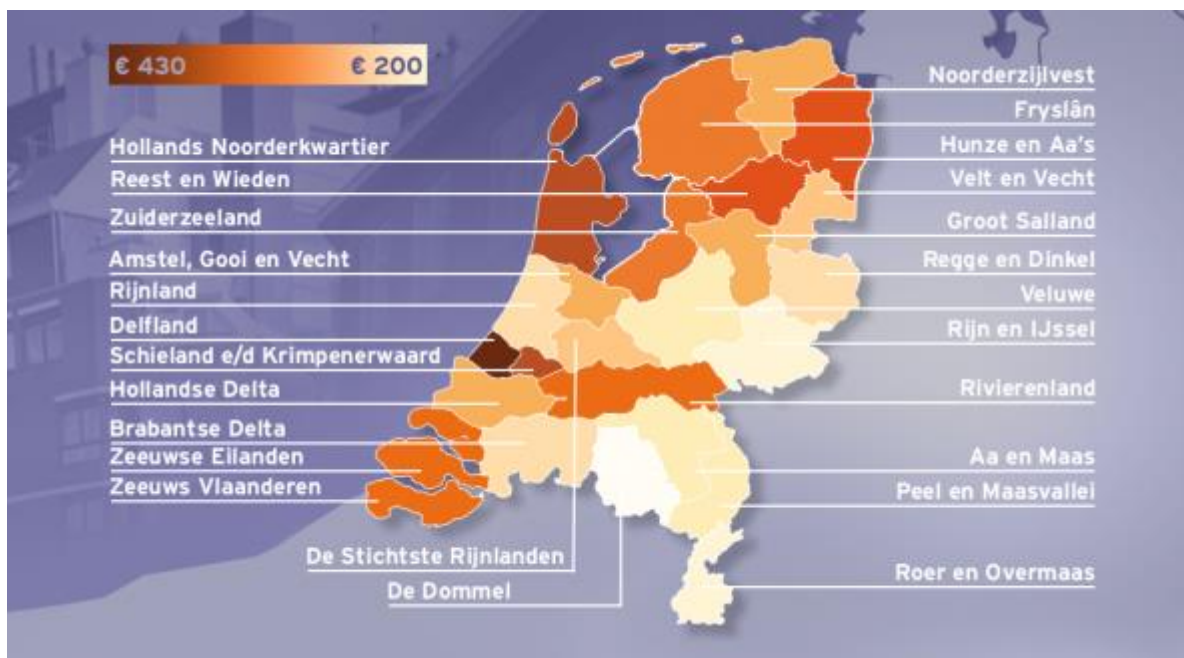 € 430
€ 200
Hollands Noorderkwartier
Reest en Wieden
Zuiderzeeland
Amstel, Gooi en Vecht
Rijnland
Delfland
Schieland e/d Krimpenerwaard
Hollandse Delta
Brabantse Delta
Zeeuwse Eilanden
Zeeuws Vlaanderen
De Stichtste Rijnlanden
De Dommel
Noorderzijlvest
Fryslân
Hunze en Aa's
Velt en Vecht
Groot Salland
Regge en Dinkel
Veluwe
Rijn en IJssel
Rivierenland
Aa en Maas
Peel en Maasvallei
Roer en Overmaas